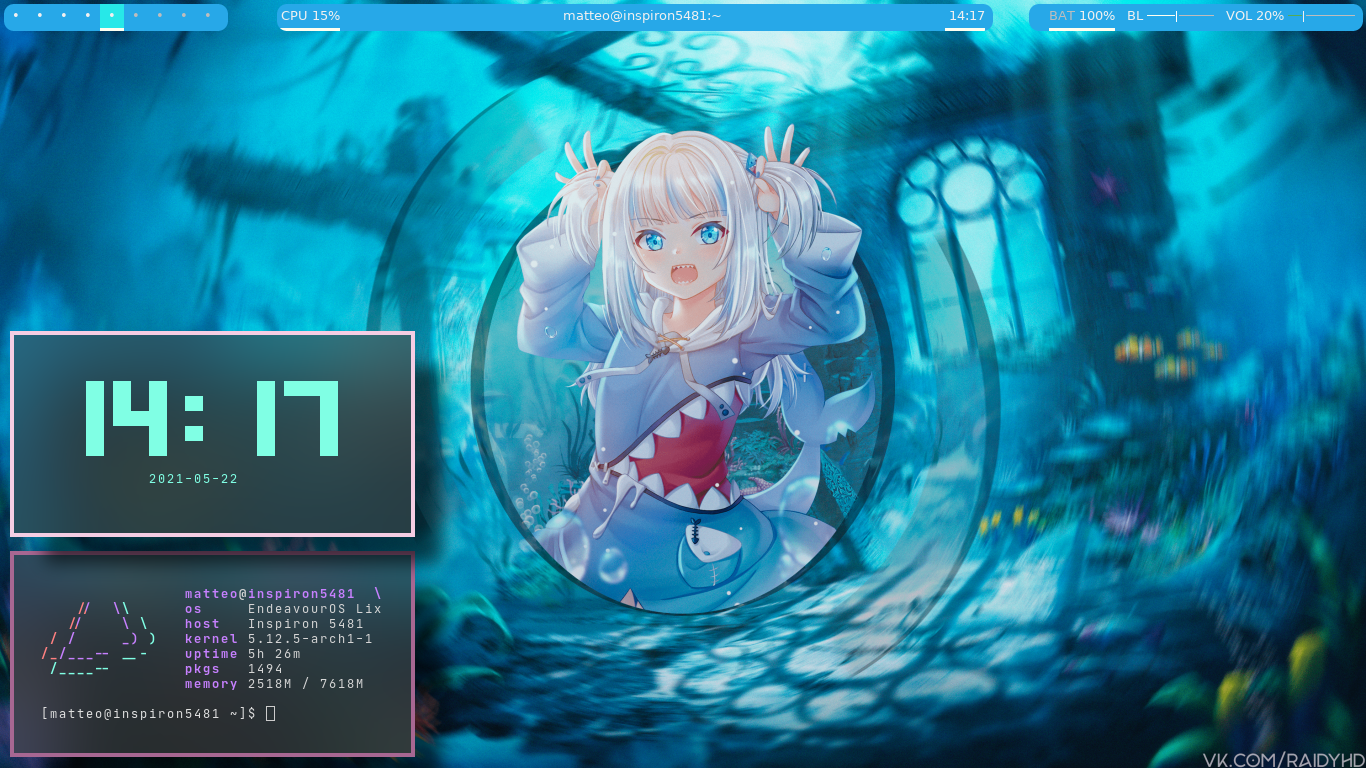 CPU 15%
matteo@inspiron5481:~
14:17
BAT 100% BL VOL 20%
14: 17
2021-05-22
matteo@inspiron5481
os EndeavourOS Lix
host Inspiron 5481
kernel 5.12.5-arch1-1
uptime 5h 26m
pkgs 1494
memory 2518M / 7618M
[matteo@inspiron5481 ~]$
VK.COM/RAIDYHD